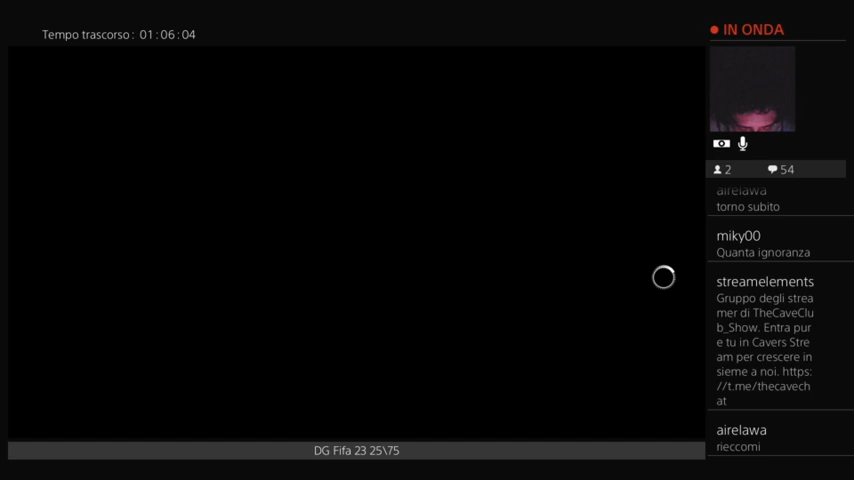 Tempo trascorso: 01:06:04
IN ONDA
2 54
airelawa
torno subito
miky00
Quanta ignoranza
streamelements
Gruppo degli strea
mer di TheCaveClu
b_Show. Entra pur
e tu in Cavers Stre
am per crescere in
sieme a noi. https:
//t.me/thecavech
at
airelawa
rieccomi
DG Fifa 23 25\75